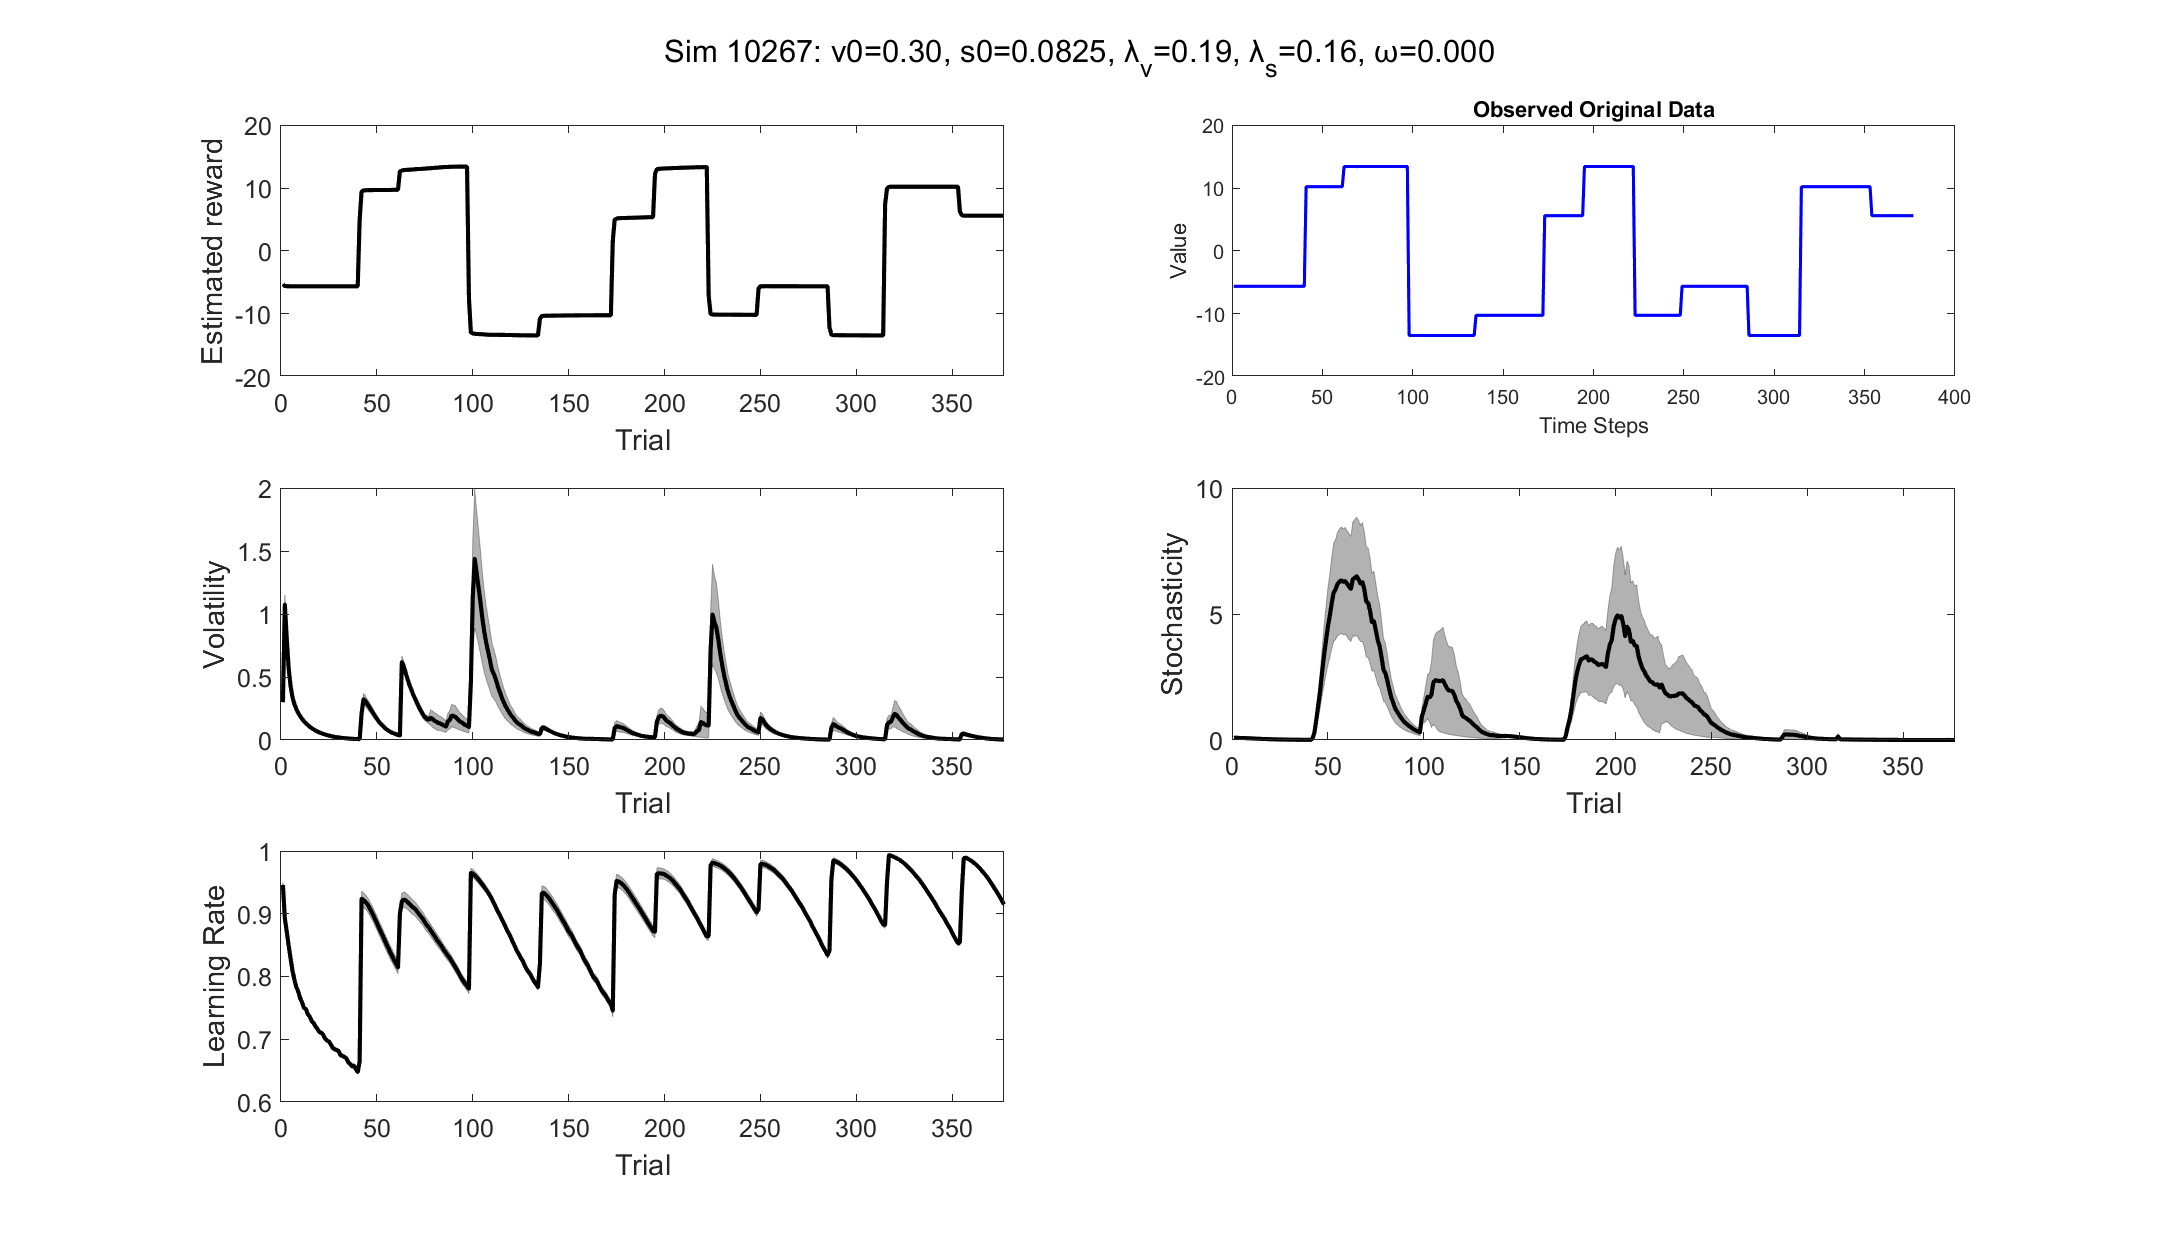 Sim 10267: v0=0.30, s0=0.0825, λv=0.19, λs=0.16, ω=0.000
20
10
0
-10
-20
Estimated reward
0 50 100 150 200 250 300 350
Trial
Observed Original Data
20
10
0
-10
-20
Value
0 50 100 150 200 250 300 350 400
Time Steps
2
1.5
1
0.5
0
Volatility
0 50 100 150 200 250 300 350
Trial
10
5
0
Stochasticity
0 50 100 150 200 250 300 350
Trial
1
0.9
0.8
0.7
0.6
Learning Rate
0 50 100 150 200 250 300 350
Trial